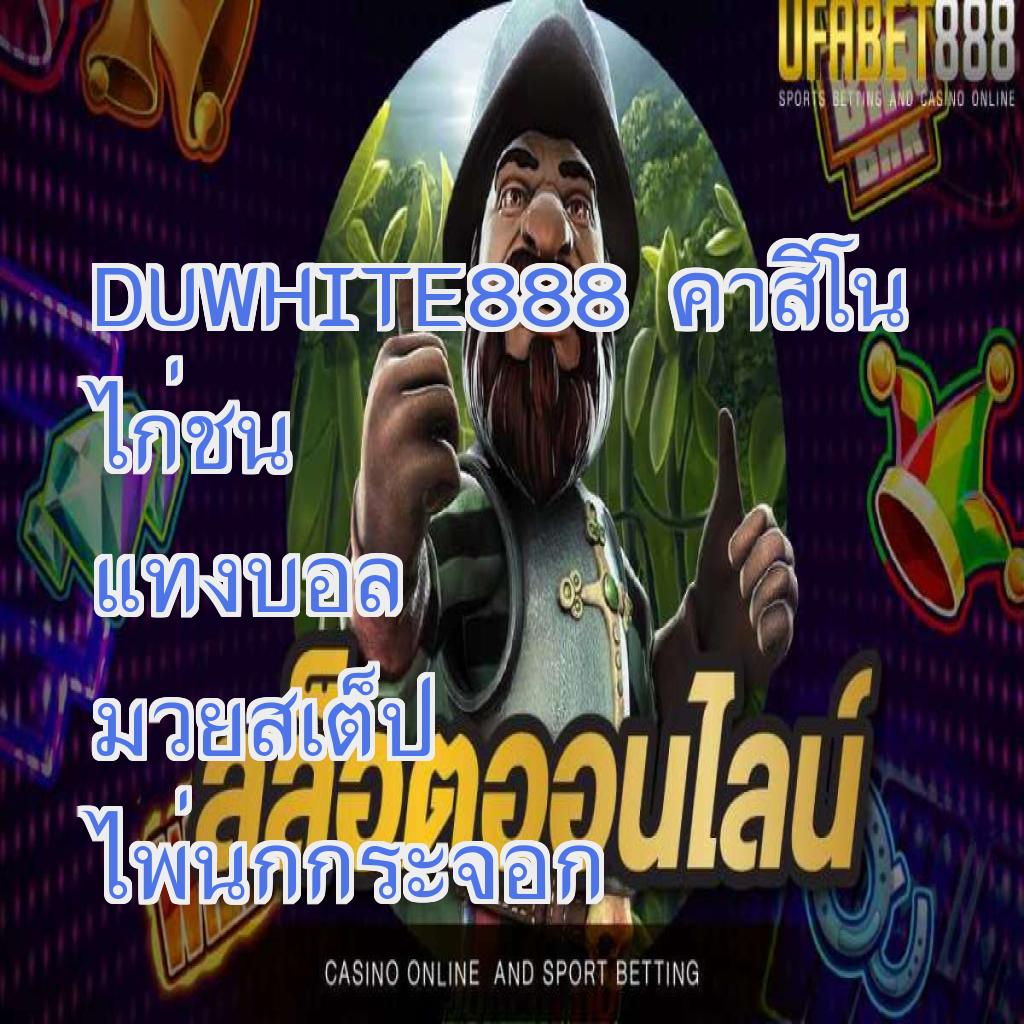 UFABET888
SPORTS BETTING AND CASINO ONLINE
BAR
DUWHITE888 คาสิโน
ไก่ชน
แทงบอล
มวยสเต็ป
สล็อตออนไลน์
ไพ่นกกระจอก
CASINO ONLINE AND SPORT BETTING